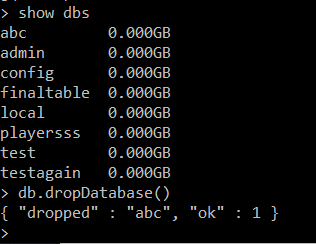 > show dbs
abc        0.000GB
admin      0.000GB
config     0.000GB
finaltable 0.000GB
local      0.000GB
playersss  0.000GB
test       0.000GB
testagain  0.000GB
> db.dropDatabase()
{ "dropped" : "abc", "ok" : 1 }
>